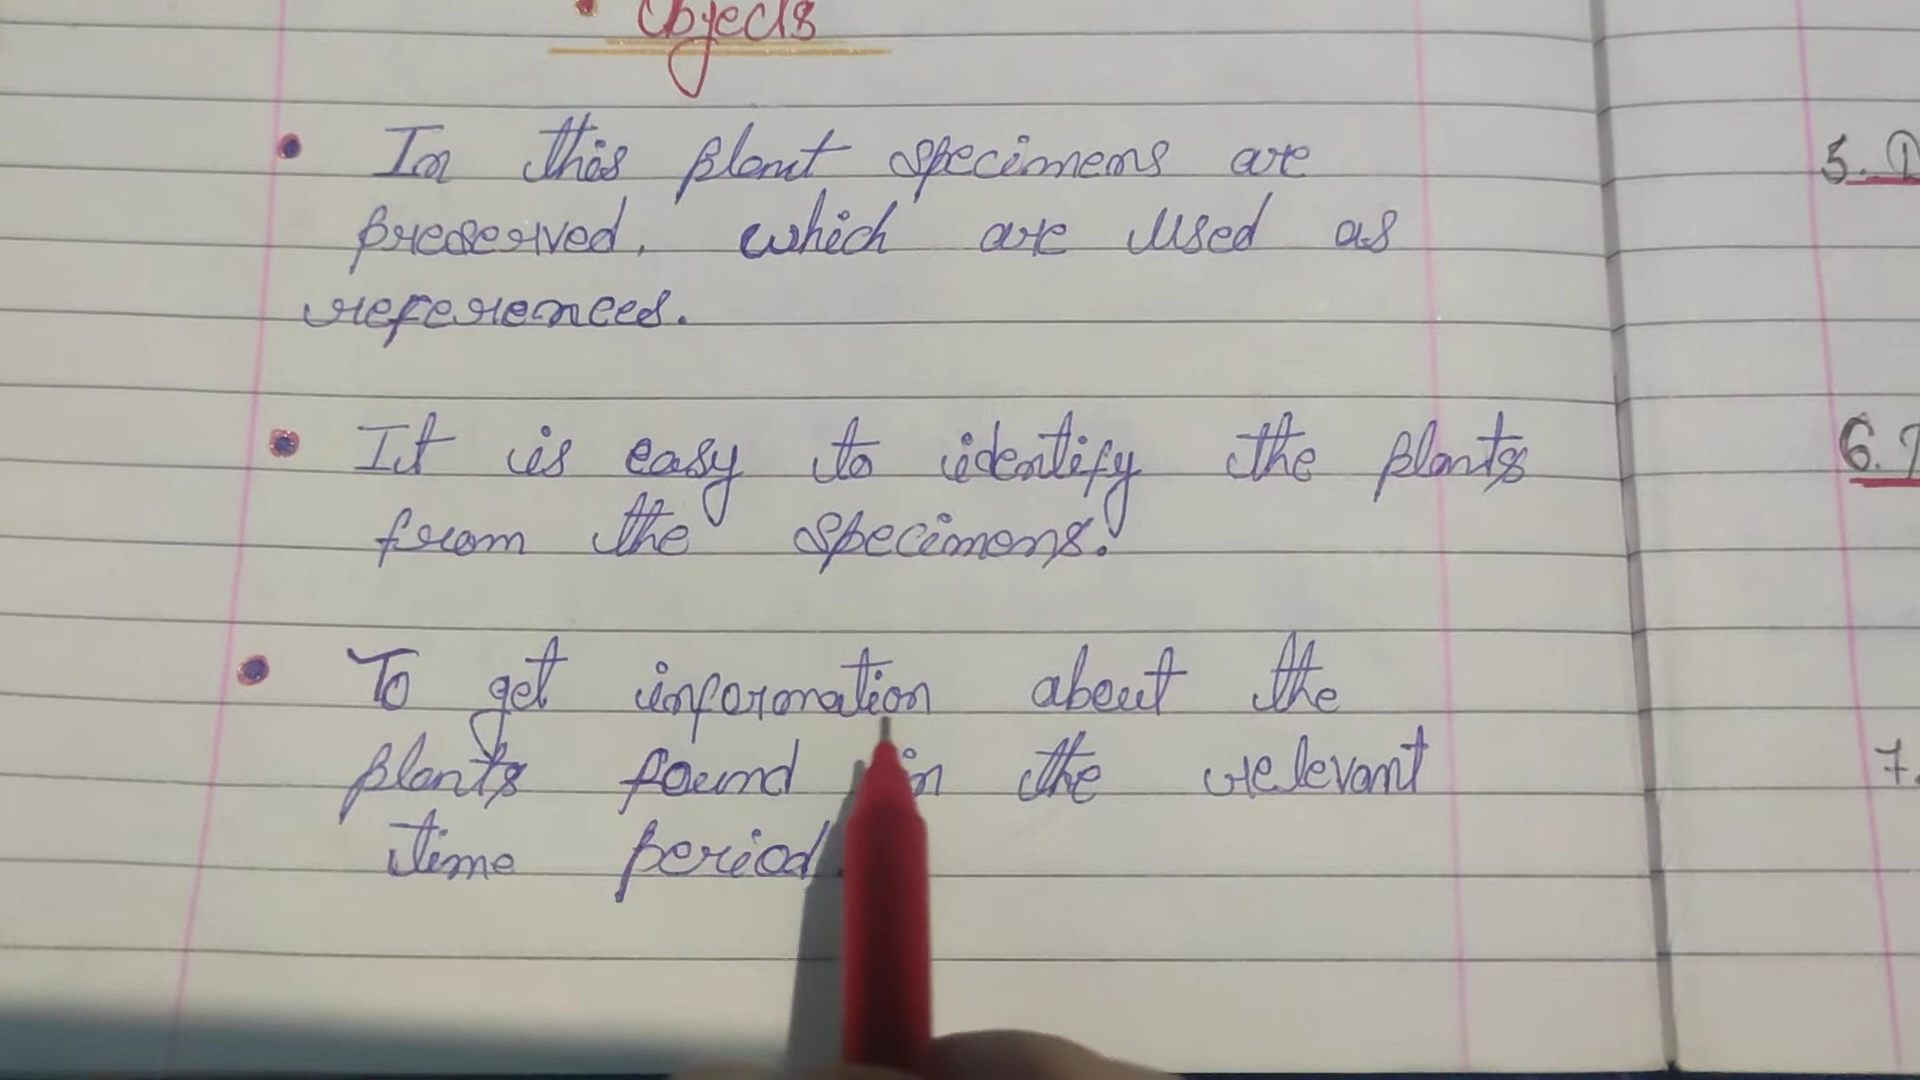 • Objects
• In this plant specimens are
preserved, which are used as
references.
• It is easy to identify the plants
from the specimens.
• To get information about the
plants found in the relevant
time period.
5.
6.
7.